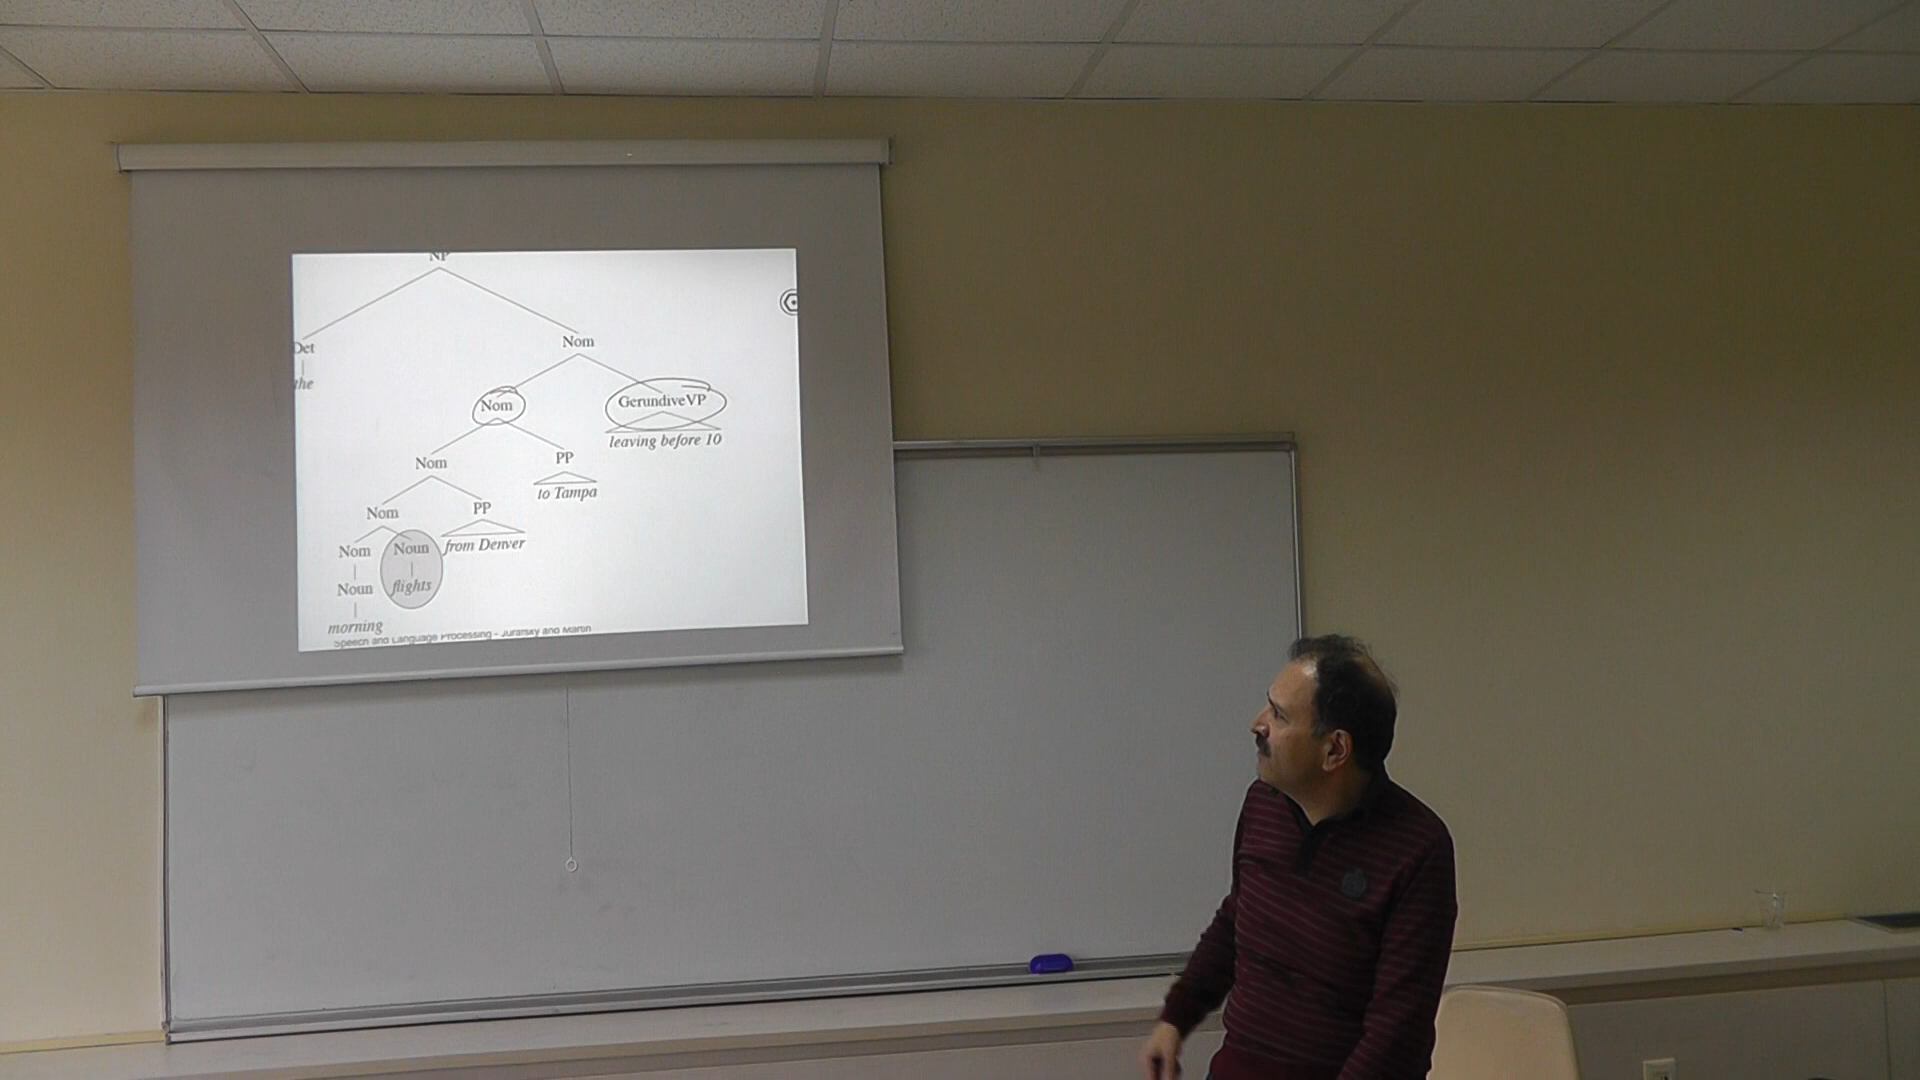 NP
Det
Nom
the
Nom
GerundiveVP
leaving before 10
Nom
PP
to Tampa
Nom
PP
Nom
Noun
from Denver
Noun
flights
morning
Speech and Language Processing - Jurafsky and Martin